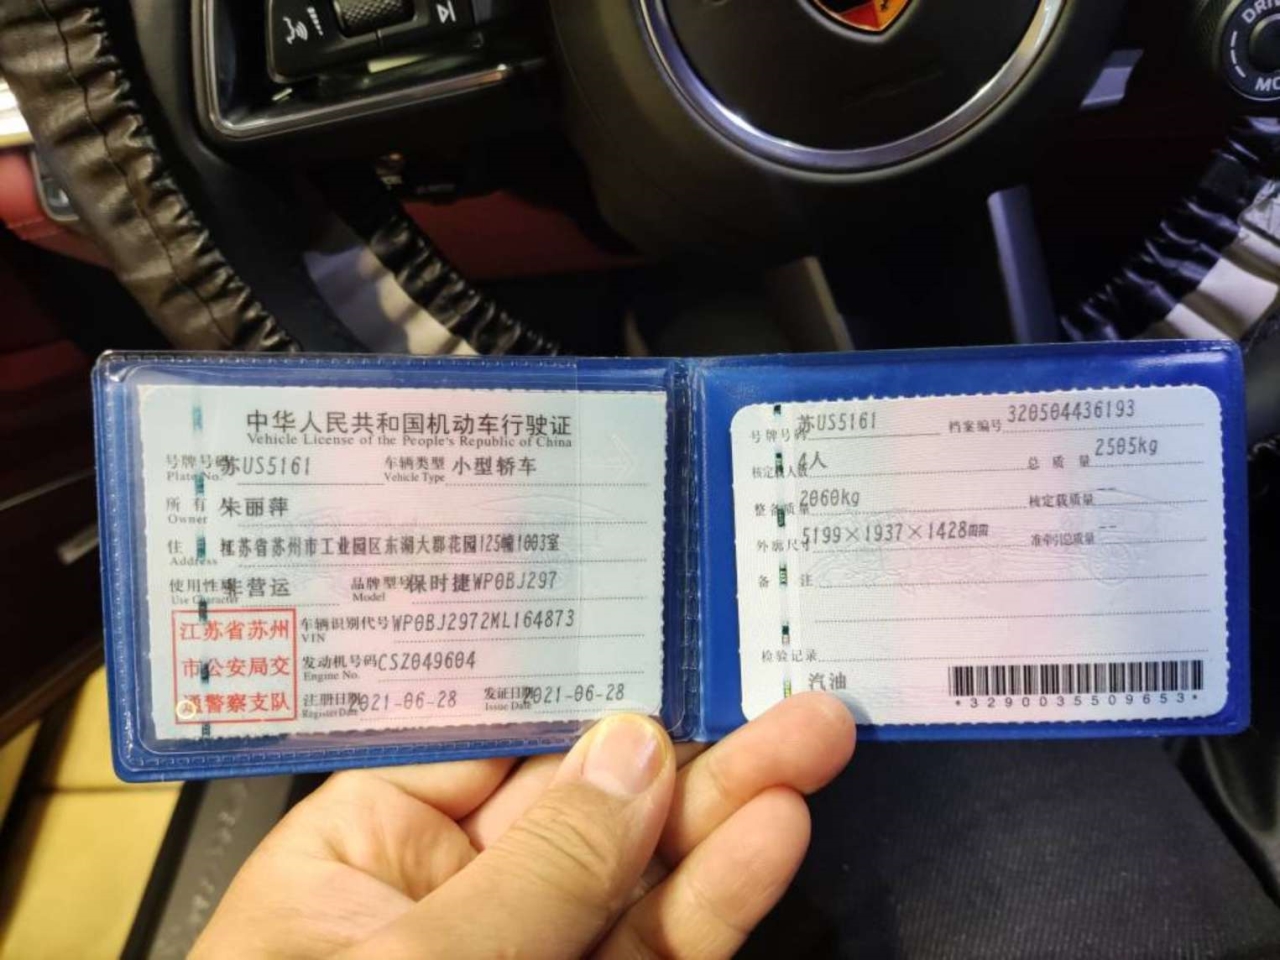 DRIVE
MO
中华人民共和国机动车行驶证
Vehicle License of the People's Republic of China
号牌号码 苏US5161 车辆类型 小型轿车
Plate No. Vehicle Type
所有 朱丽萍
Owner
住 江苏省苏州市工业园区东湖大郡花园125幢1003室
Address
使用性质 非营运 品牌型号 保时捷WP0BJ297
Use Character Model
江苏省苏州
市公安局交
通警察支队
车辆识别代号 WP0BJ2972ML164873
VIN
发动机号码 CSZ049604
Engine No.
注册日期 2021-06-28 发证日期 2021-06-28
Register Date Issue Date
号牌号码 苏US5161 档案编号 320504436193
核定载人数 4人 总质量 2505kg
整备质量 2060kg 核定载质量 --
外廓尺寸 5199×1937×1428 准牵引总质量 --
备注
检验记录
汽油
*3290035509653*